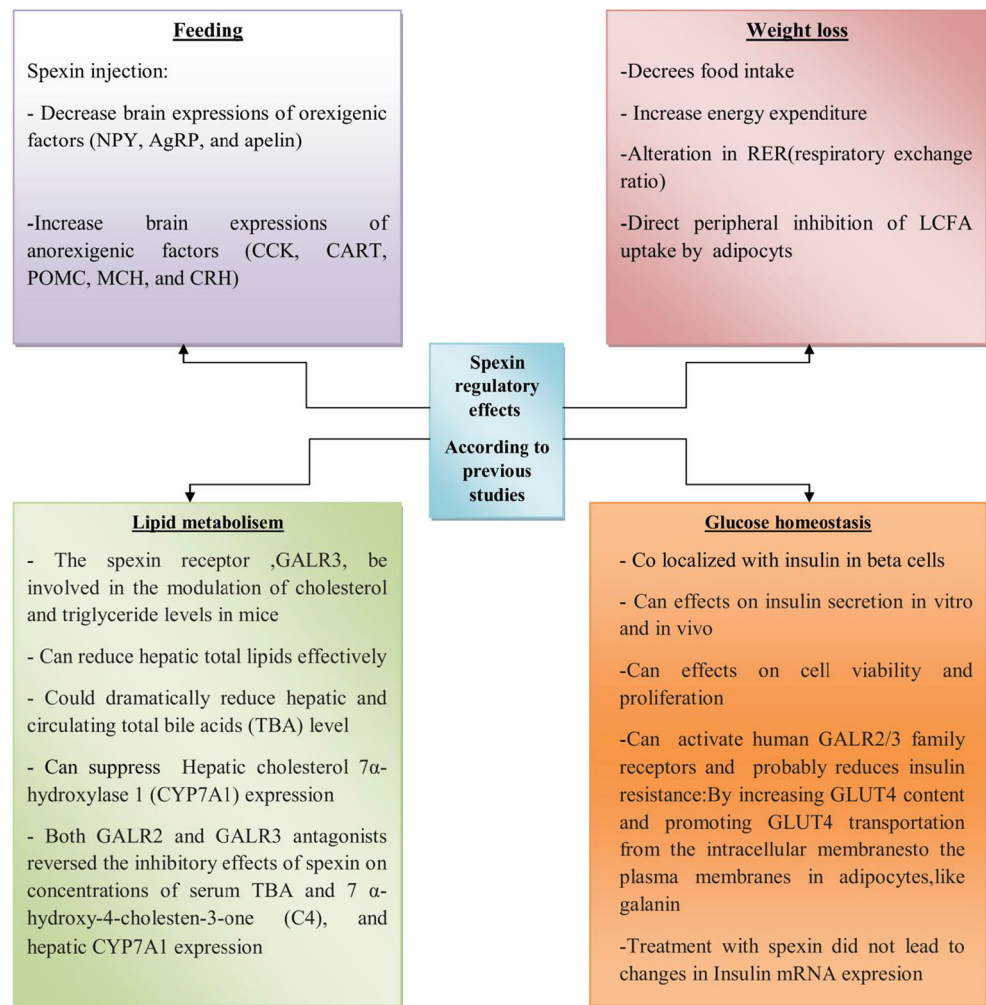 Feeding
Spexin injection:
- Decrease brain expressions of orexigenic
factors (NPY, AgRP, and apelin)
-Increase brain expressions of
anorexigenic factors (CCK, CART,
POMC, MCH, and CRH)
Weight loss
-Decrees food intake
- Increase energy expenditure
-Alteration in RER(respiratory exchange
ratio)
-Direct peripheral inhibition of LCFA
uptake by adipocyts
Spexin
regulatory
effects
According to
previous
studies
Lipid metabolisem
- The spexin receptor ,GALR3, be
involved in the modulation of cholesterol
and triglyceride levels in mice
- Can reduce hepatic total lipids effectively
- Could dramatically reduce hepatic and
circulating total bile acids (TBA) level
- Can suppress Hepatic cholesterol 7α-
hydroxylase 1 (CYP7A1) expression
- Both GALR2 and GALR3 antagonists
reversed the inhibitory effects of spexin on
concentrations of serum TBA and 7 α-
hydroxy-4-cholesten-3-one (C4), and
hepatic CYP7A1 expression
Glucose homeostasis
- Co localized with insulin in beta cells
- Can effects on insulin secretion in vitro
and in vivo
-Can effects on cell viability and
proliferation
-Can activate human GALR2/3 family
receptors and probably reduces insulin
resistance:By increasing GLUT4 content
and promoting GLUT4 transportation
from the intracellular membranesto the
plasma membranes in adipocytes,like
galanin
-Treatment with spexin did not lead to
changes in Insulin mRNA expresion